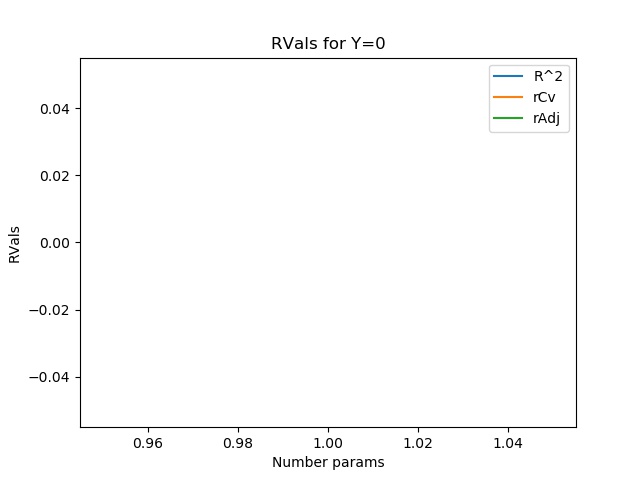 RVals for Y=0
R^2
rCv
rAdj
0.04
0.02
0.00
−0.02
−0.04
RVals
0.96
0.98
1.00
1.02
1.04
Number params